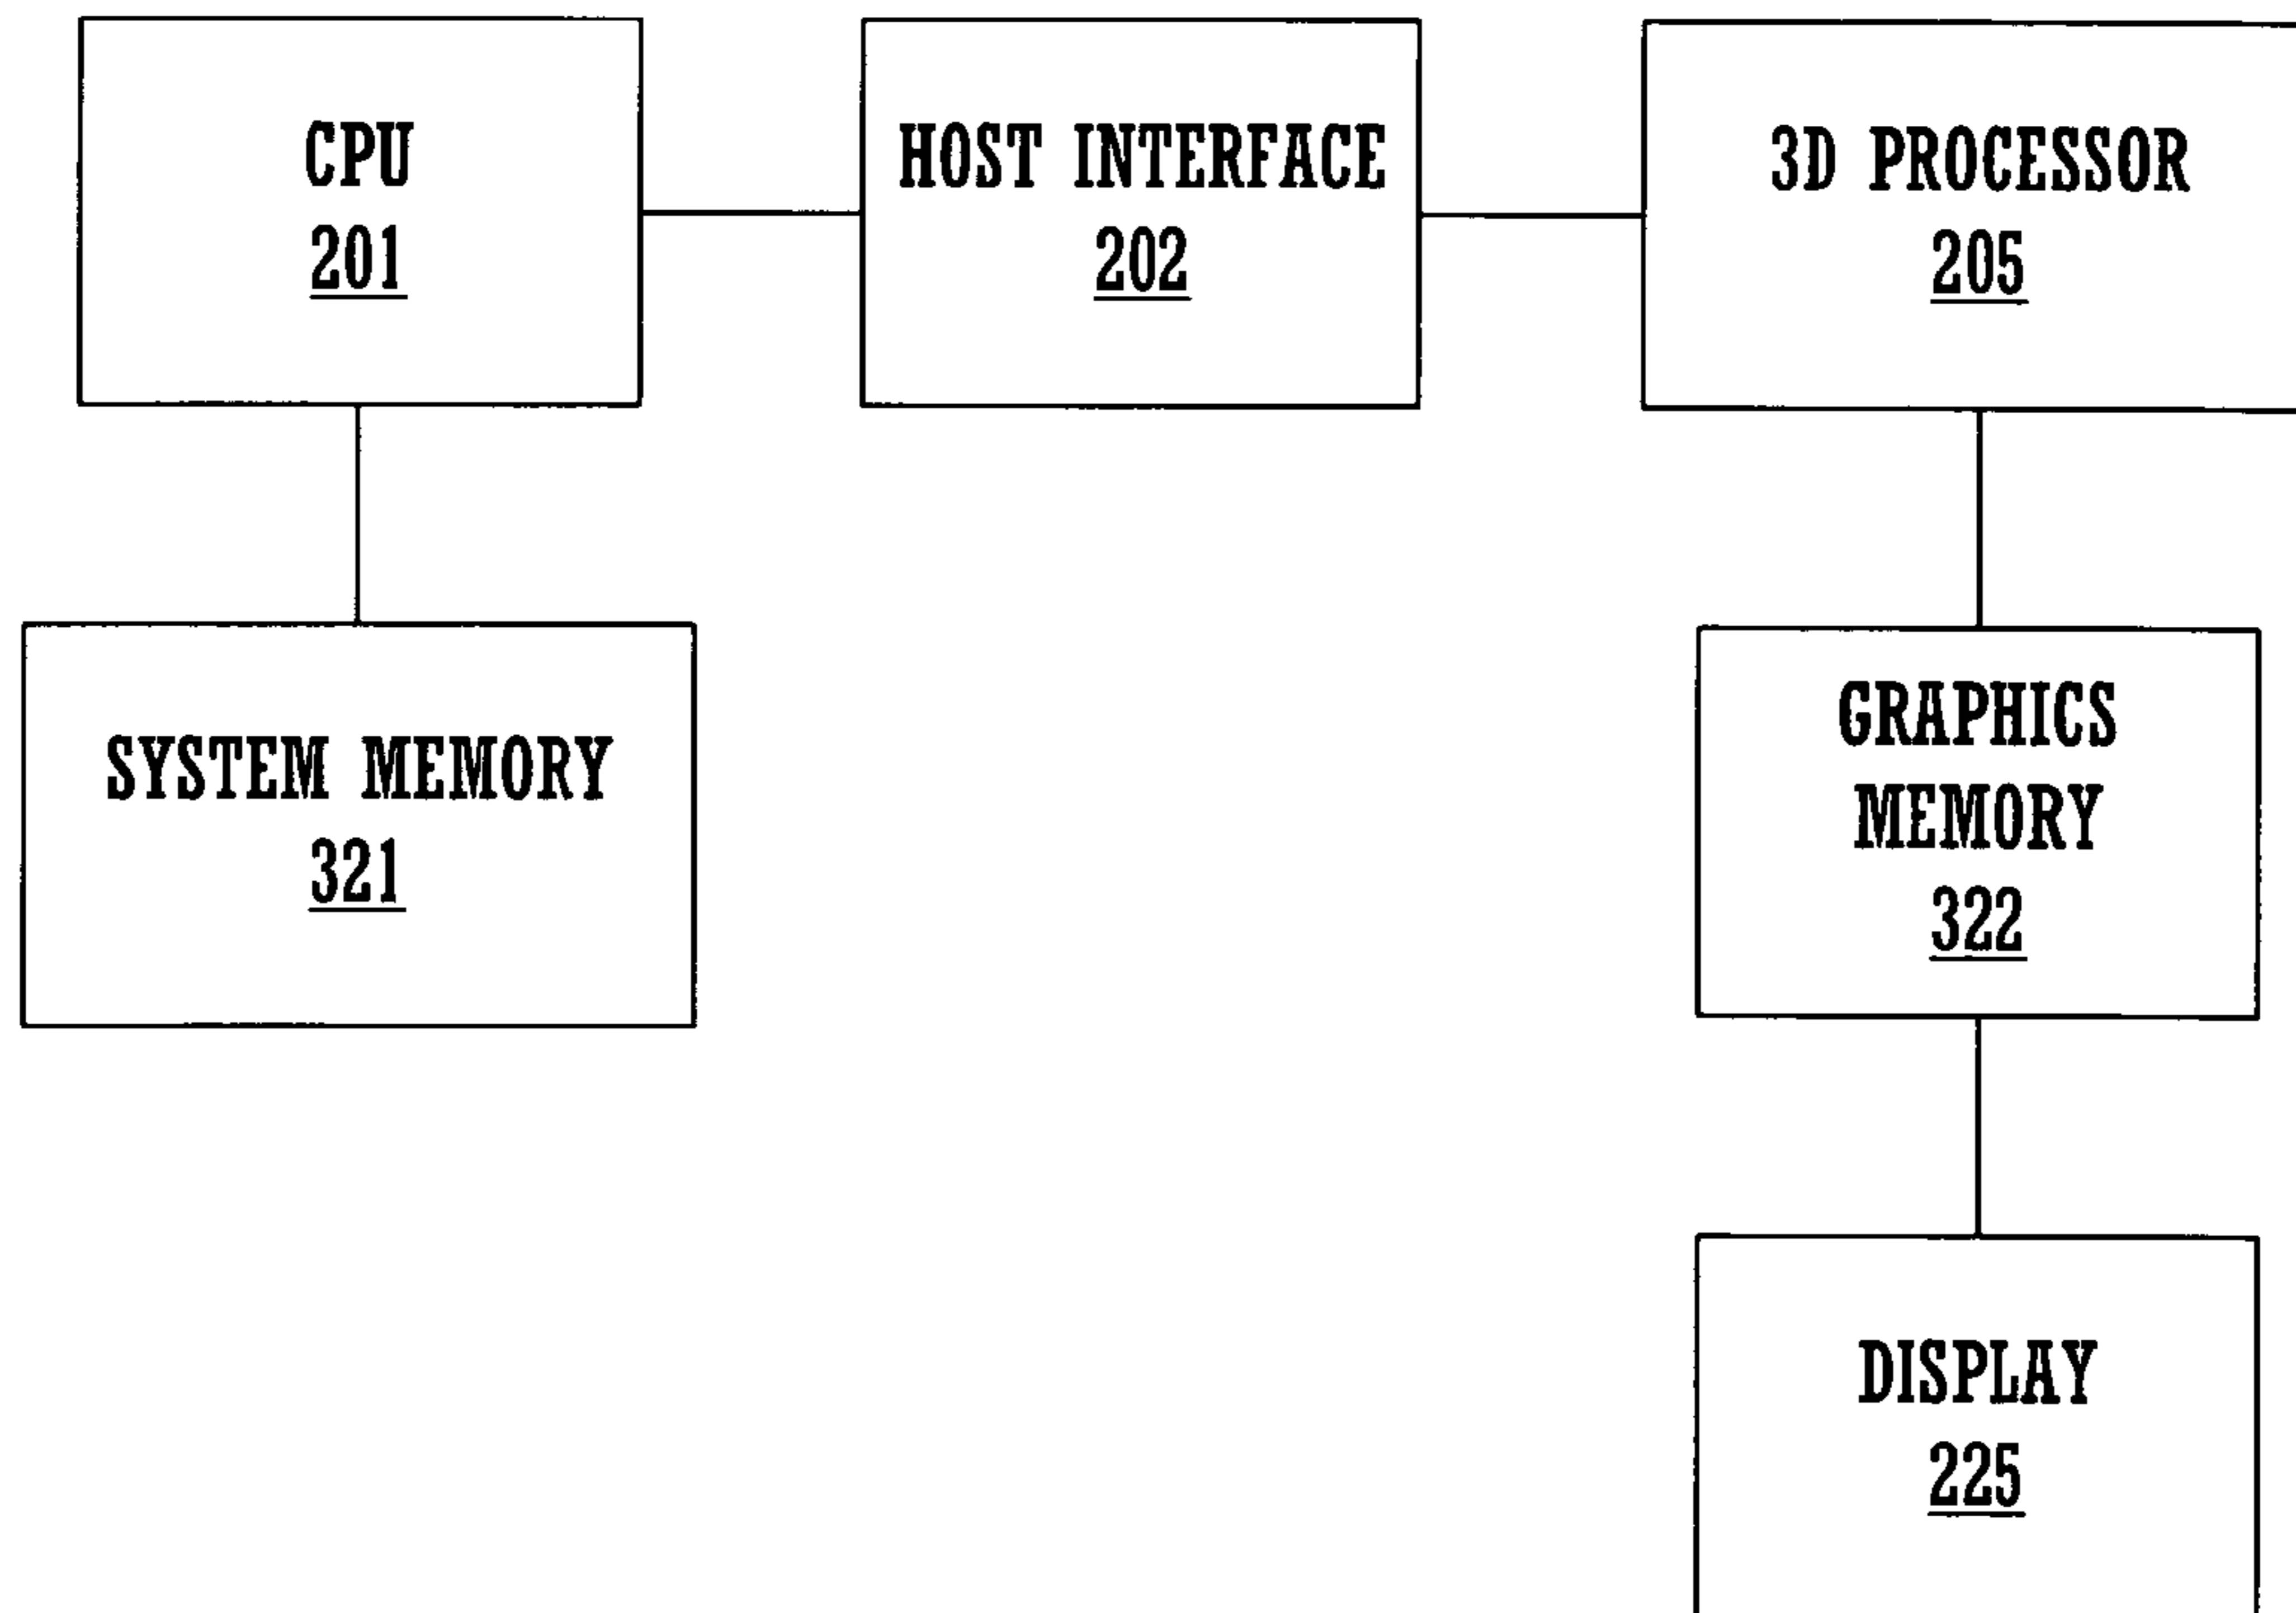 CPU
201
HOST INTERFACE
202
3D PROCESSOR
205
SYSTEM MEMORY
321
GRAPHICS
MEMORY
322
DISPLAY
225